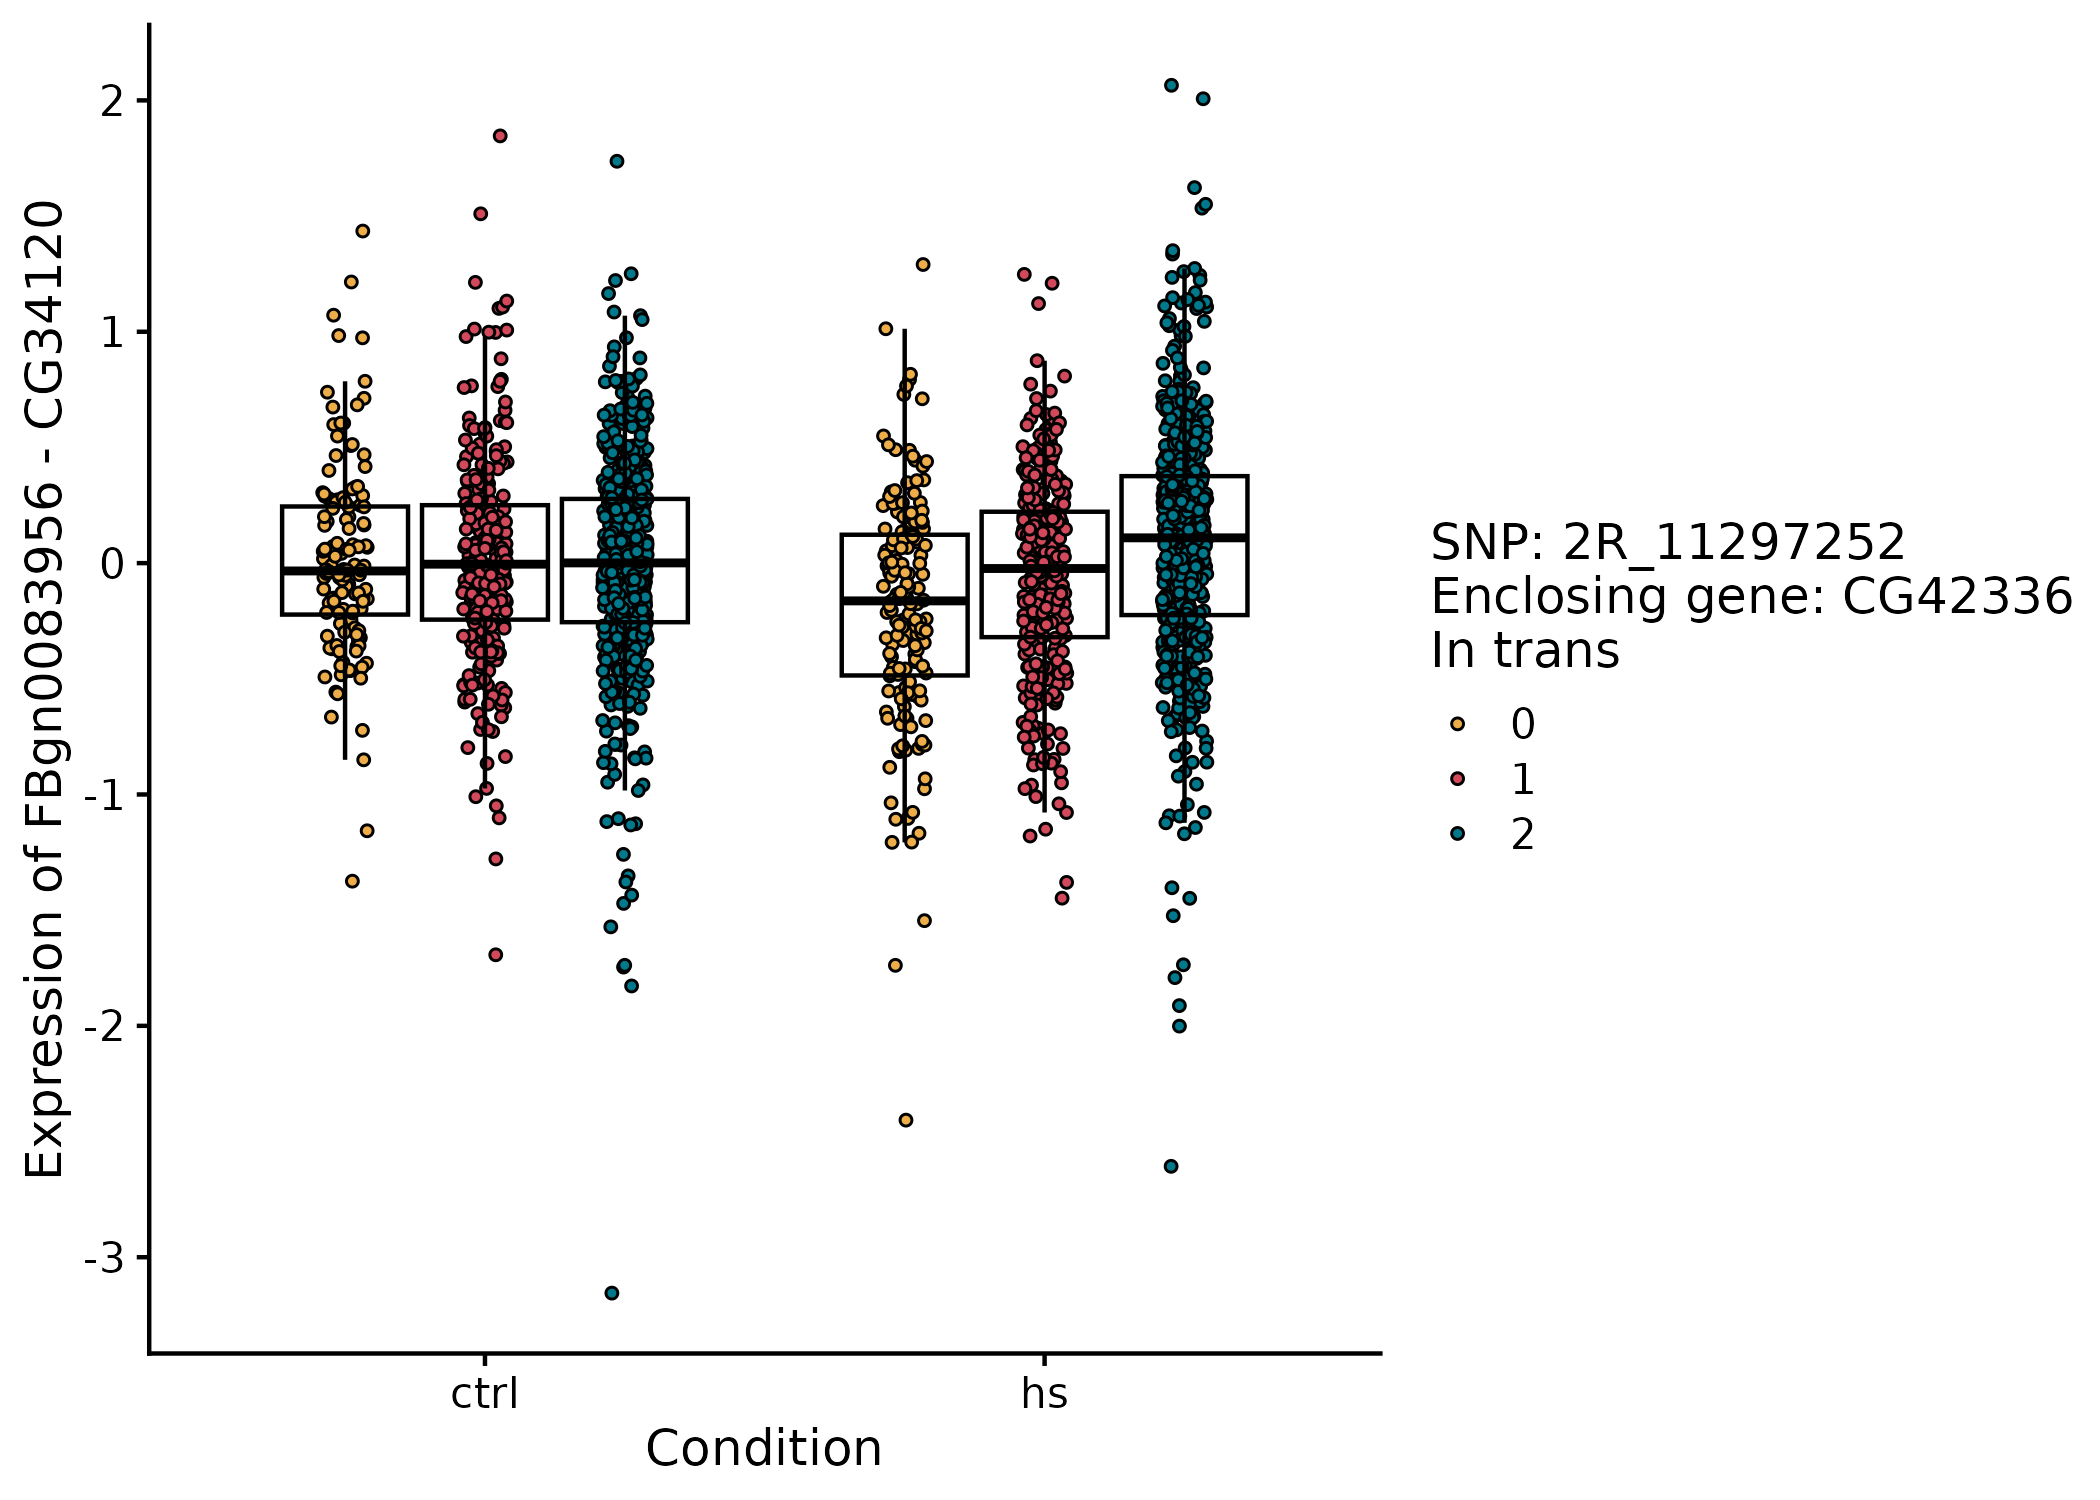 Expression of FBgn0083956 - CG34120
2
1
0
-1
-2
-3
ctrl
hs
Condition
SNP: 2R_11297252
Enclosing gene: CG42336
In trans
0
1
2